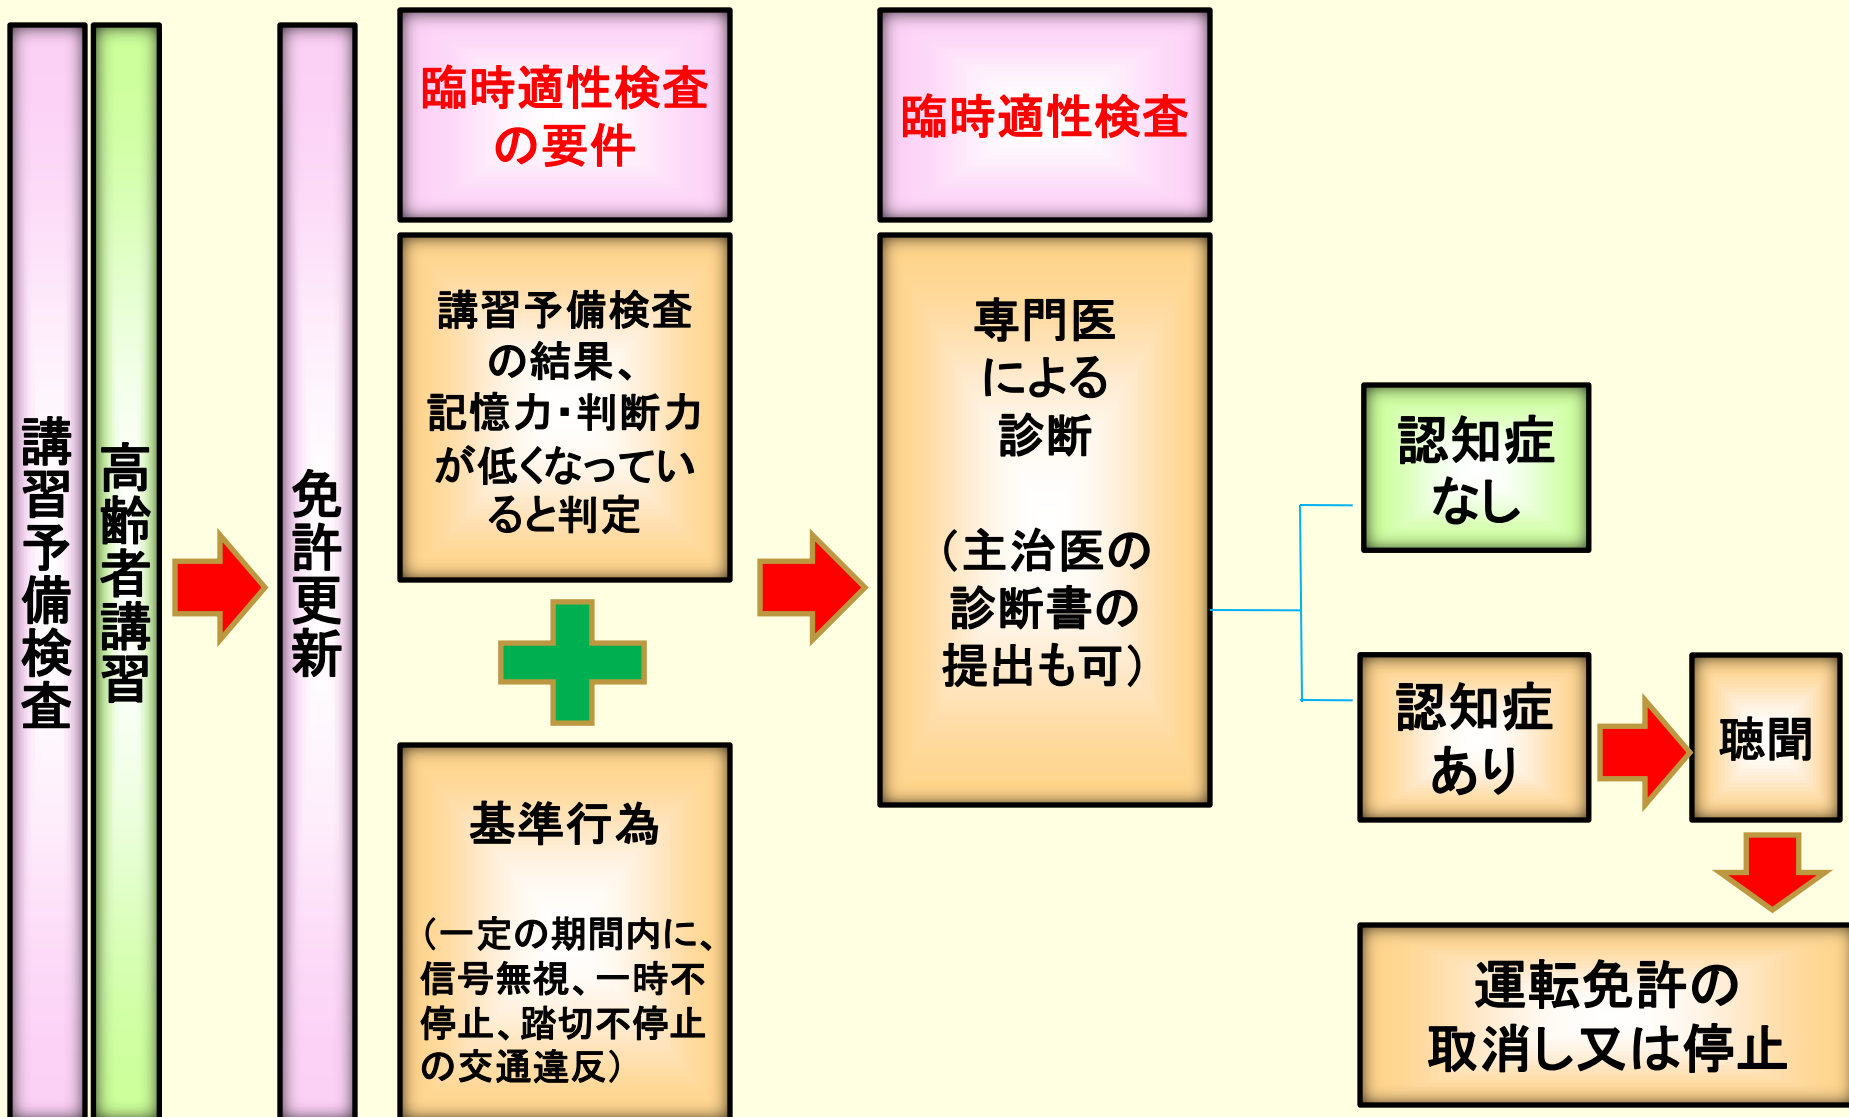 講習予備検査
高齢者講習
免許更新
臨時適性検査
の要件
講習予備検査
の結果、
記憶力・判断力
が低くなってい
ると判定
基準行為
（一定の期間内に、
信号無視、一時不
停止、踏切不停止
の交通違反）
臨時適性検査
専門医
による
診断
（主治医の
診断書の
提出も可）
認知症
なし
認知症
あり
聴聞
運転免許の
取消し又は停止